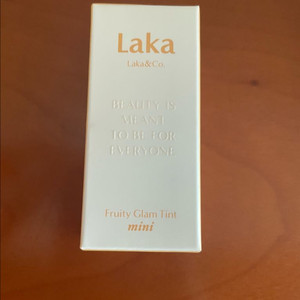 Laka
Laka&Co.
BEAUTY IS
MEANT
TO BE FOR
EVERYONE
Fruity Glam Tint
mini